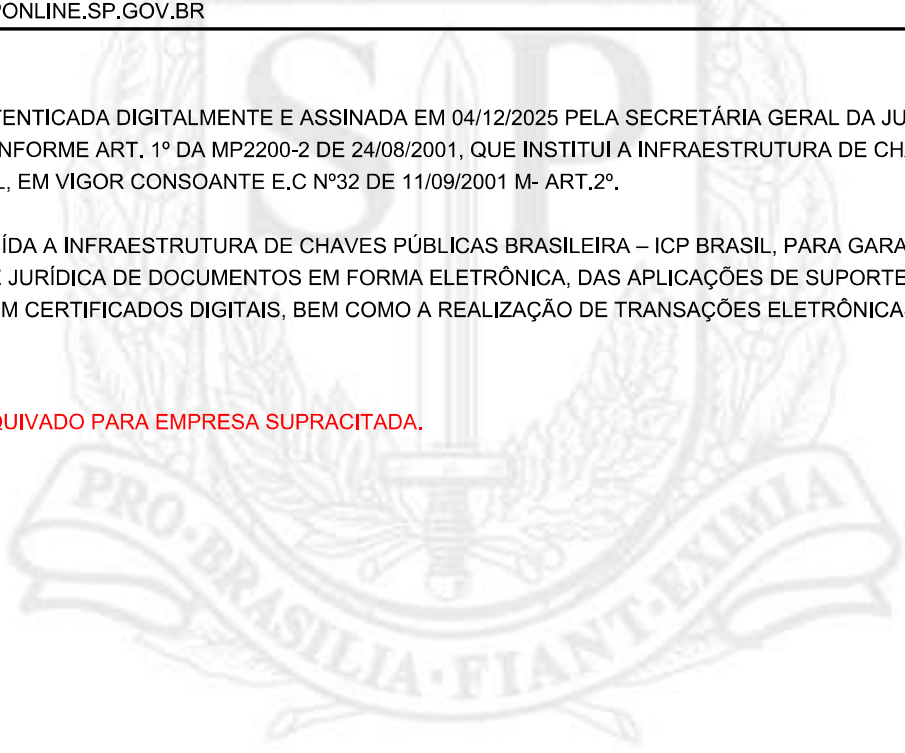 PONLINE.SP.GOV.BR
SP
TENTICADA DIGITALMENTE E ASSINADA EM 04/12/2025 PELA SECRETÁRIA GERAL DA JU
NFORME ART. 1º DA MP2200-2 DE 24/08/2001, QUE INSTITUI A INFRAESTRUTURA DE CHA
L, EM VIGOR CONSOANTE E.C Nº32 DE 11/09/2001 M- ART.2º.
ÍDA A INFRAESTRUTURA DE CHAVES PÚBLICAS BRASILEIRA – ICP BRASIL, PARA GARA
E JURÍDICA DE DOCUMENTOS EM FORMA ELETRÔNICA, DAS APLICAÇÕES DE SUPORTE
M CERTIFICADOS DIGITAIS, BEM COMO A REALIZAÇÃO DE TRANSAÇÕES ELETRÔNICA
QUIVADO PARA EMPRESA SUPRACITADA.
PRO·BRASILIA·FIANT·EXIMIA